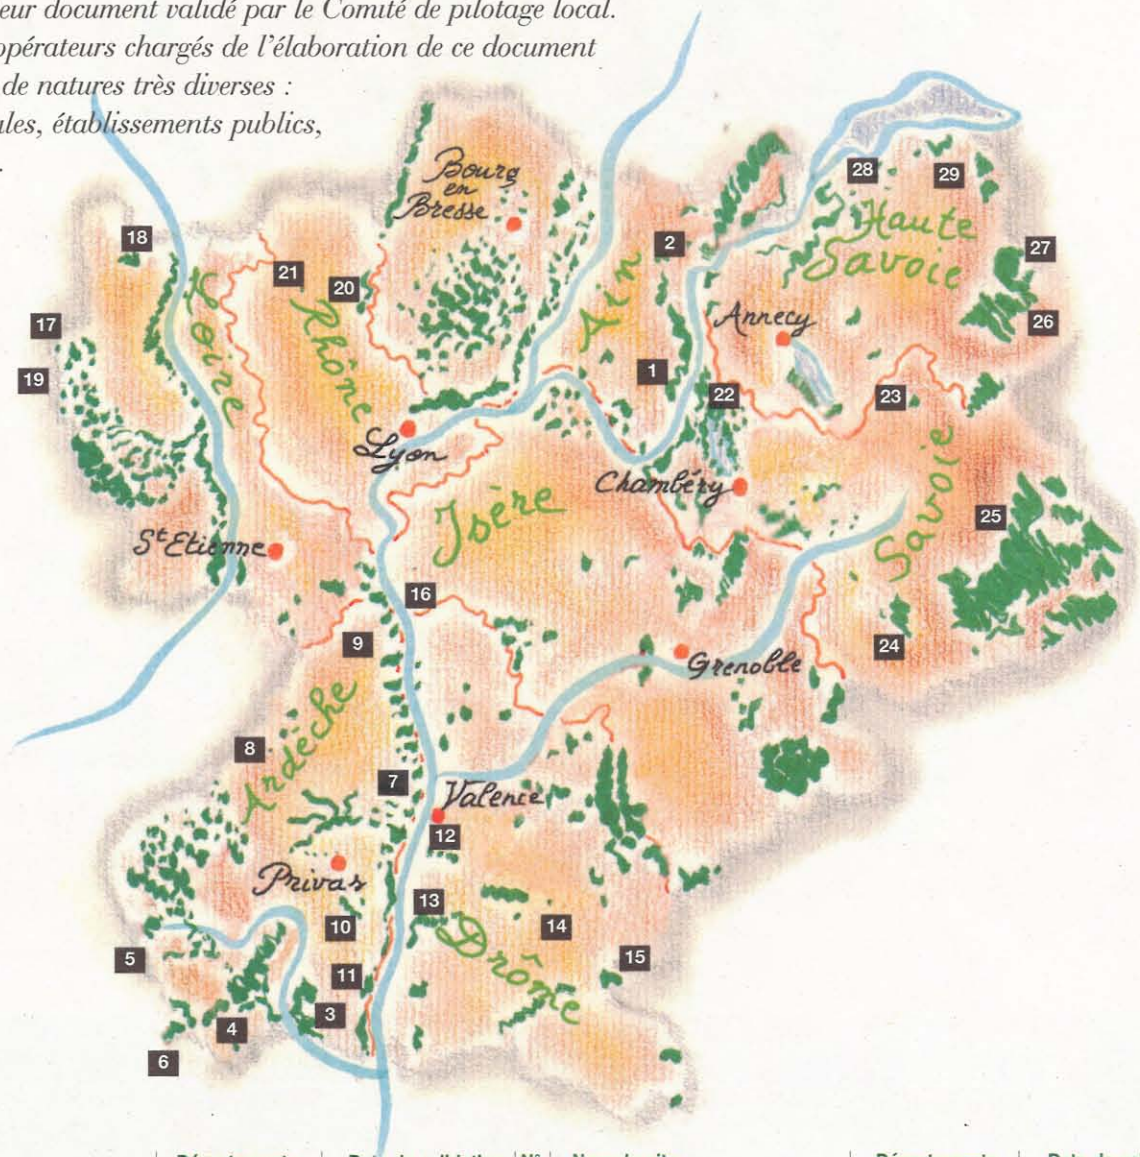 eur document validé par le Comité de pilotage local.
opérateurs chargés de l'élaboration de ce document
de natures très diverses :
ules, établissements publics,
28
29
Bourg
en
Bresse
Haute
Savoie
18
2
27
21
20
Ain
Loire
Rhône
Annecy
17
26
19
1
22
23
Lyon
Chambéry
Isère
Savoie
25
St Etienne
16
9
24
Grenoble
Ardèche
8
7
Valence
12
Privas
13
10
14
Drôme
5
15
11
3
4
6
N°